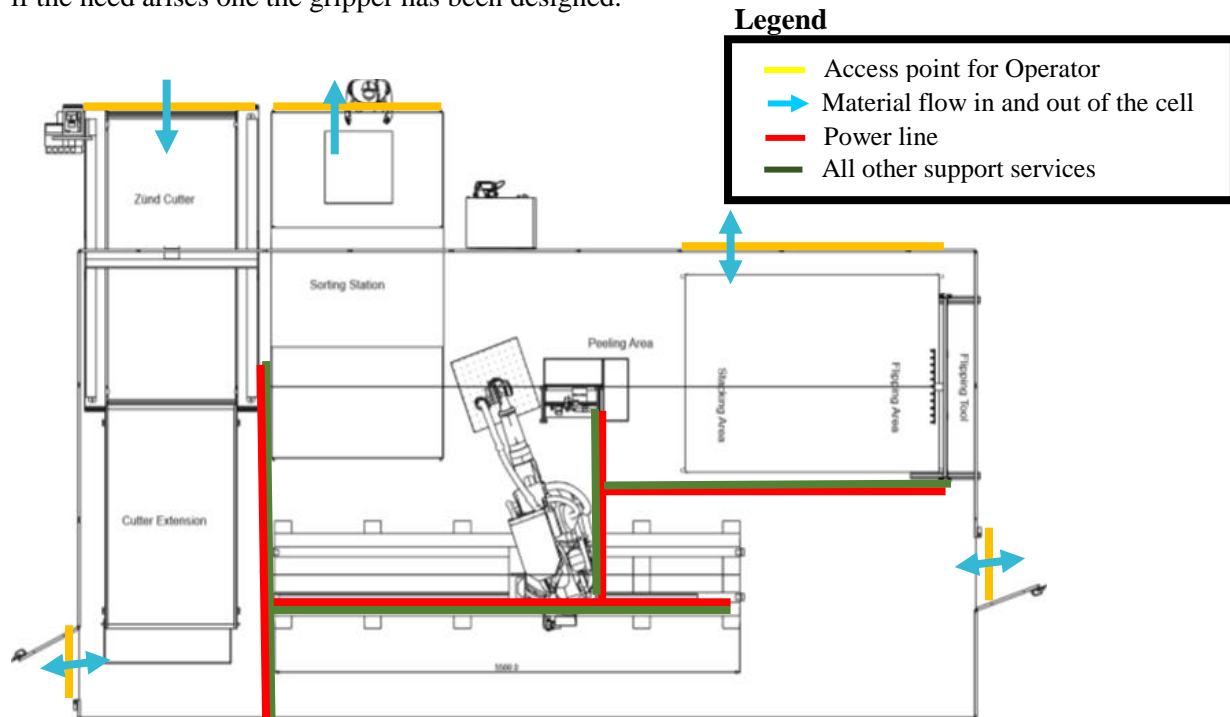 if the need arises one the gripper has been designed.
Legend
Access point for Operator
Material flow in and out of the cell
Power line
All other support services
Zünd Cutter
Sorting Station
Peeling Area
Stacking Area
Flipping Area
Flipping Tool
Cutter Extension
5500.0